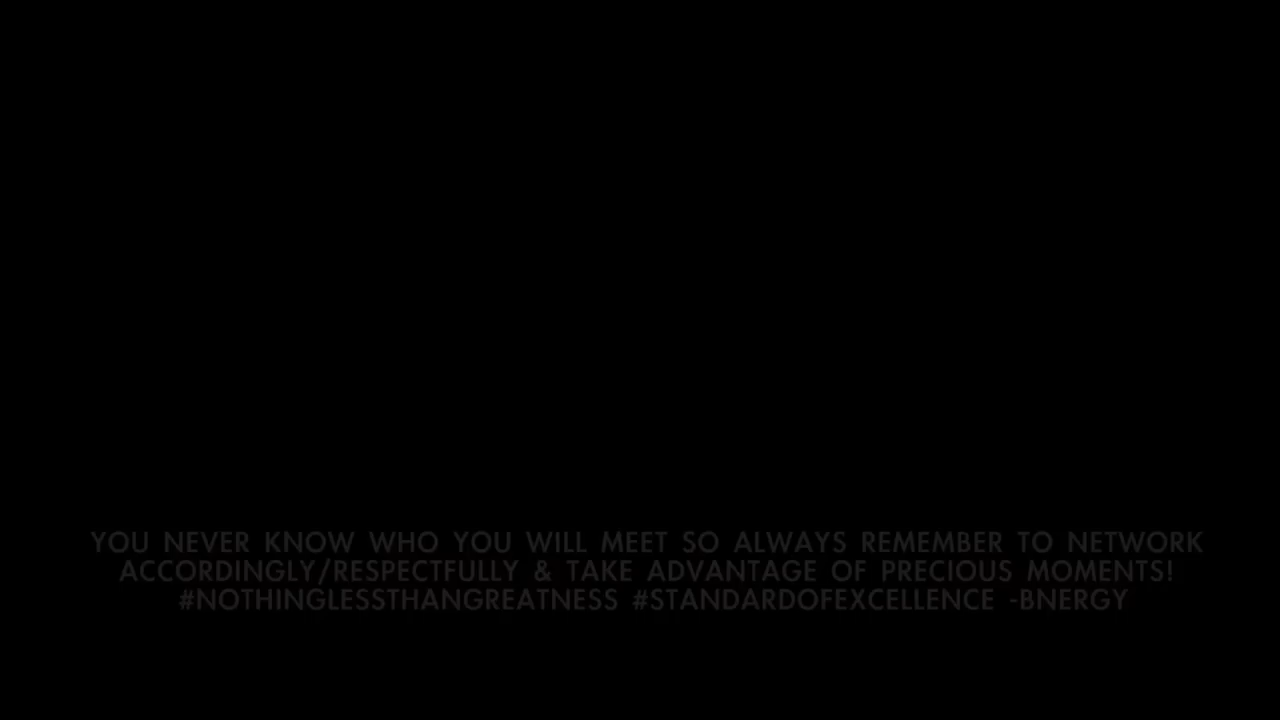 YOU NEVER KNOW WHO YOU WILL MEET SO ALWAYS REMEMBER TO NETWORK
ACCORDINGLY/RESPECTFULLY & TAKE ADVANTAGE OF PRECIOUS MOMENTS!
#NOTHINGLESSTHANGREATNESS #STANDARDOFEXCELLENCE -BNERGY